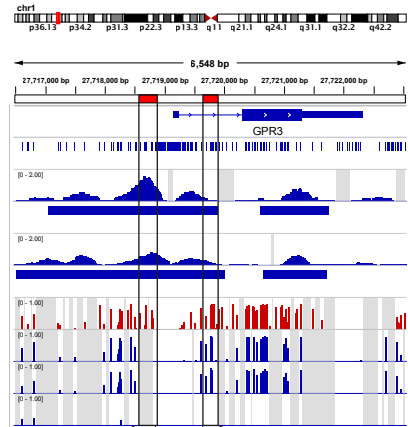 chr1
p36.13 p34.2 p31.3 p22.3 p13.3 q11 q21.1 q24.1 q31.1 q32.2 q42.2
6,548 bp
27,717,000 bp 27,718,000 bp 27,719,000 bp 27,720,000 bp 27,721,000 bp 27,722,000 bp
GPR3
[0 - 2.00]
[0 - 2.00]
[0 - 1.00]
[0 - 1.00]
[0 - 1.00]
[0 - 1.00]